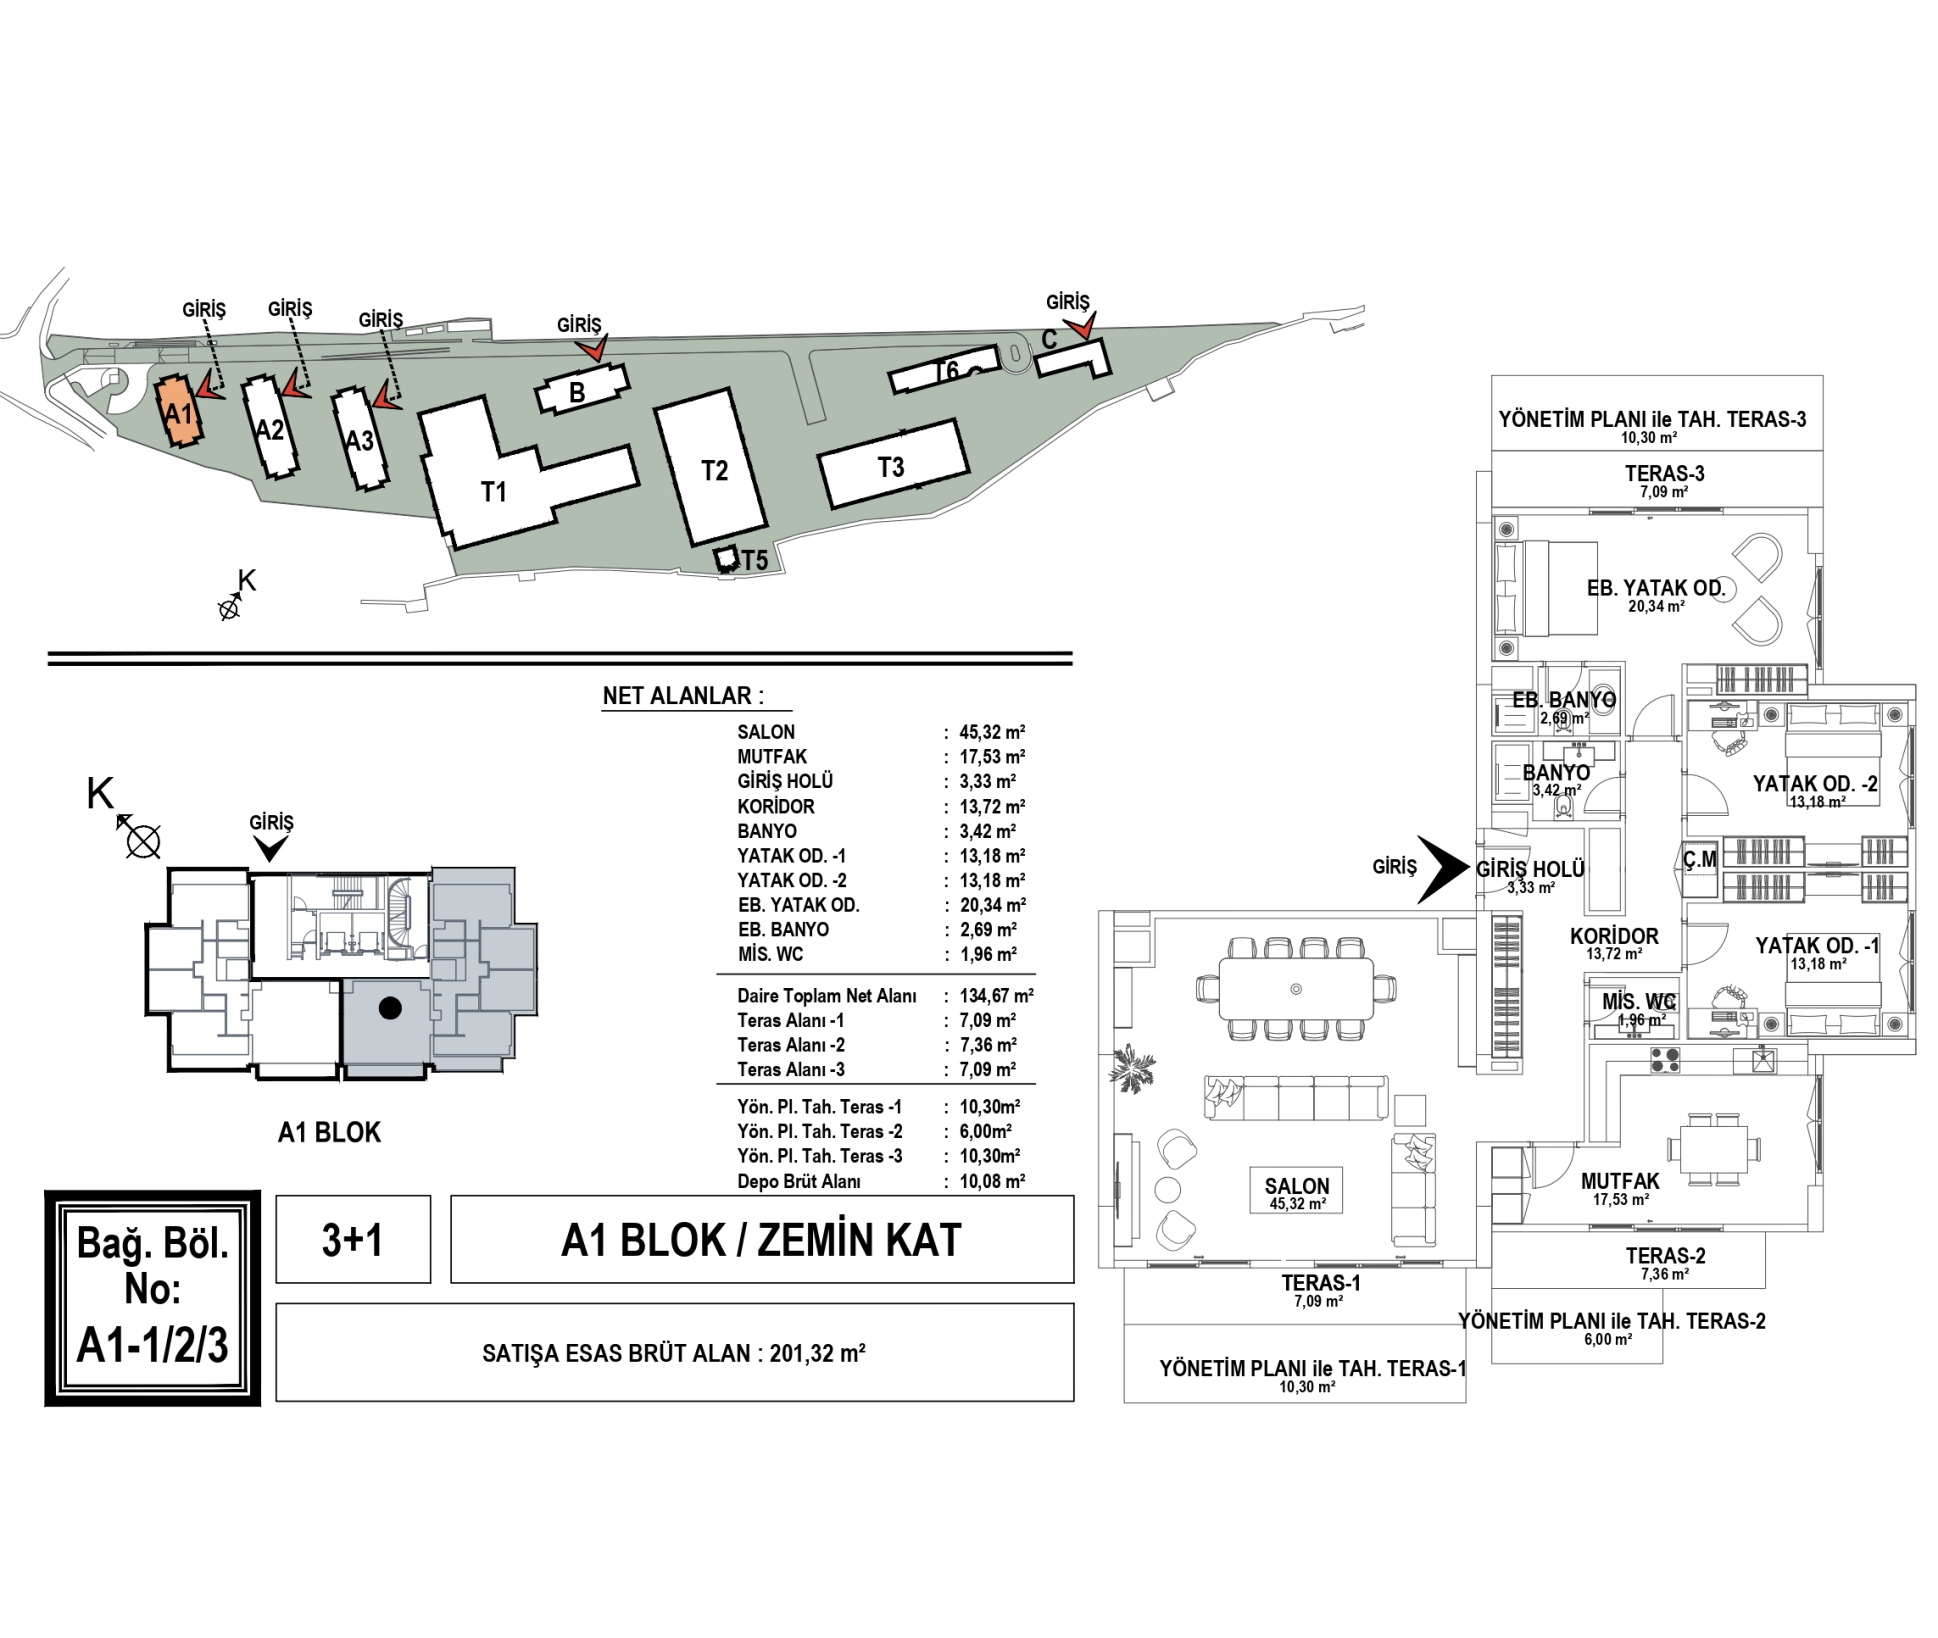 GİRİŞ
GİRİŞ
GİRİŞ
GİRİŞ
GİRİŞ
A1
A2
A3
B
C
T1
T2
T3
T5
T6
K
NET ALANLAR :
SALON : 45,32 m²
MUTFAK : 17,53 m²
GİRİŞ HOLÜ : 3,33 m²
KORİDOR : 13,72 m²
BANYO : 3,42 m²
YATAK OD. -1 : 13,18 m²
YATAK OD. -2 : 13,18 m²
EB. YATAK OD. : 20,34 m²
EB. BANYO : 2,69 m²
MİS. WC : 1,96 m²
Daire Toplam Net Alanı : 134,67 m²
Teras Alanı -1 : 7,09 m²
Teras Alanı -2 : 7,36 m²
Teras Alanı -3 : 7,09 m²
Yön. Pl. Tah. Teras -1 : 10,30m²
Yön. Pl. Tah. Teras -2 : 6,00m²
Yön. Pl. Tah. Teras -3 : 10,30m²
Depo Brüt Alanı : 10,08 m²
K
GİRİŞ
A1 BLOK
Bağ. Böl.
No:
A1-1/2/3
3+1
A1 BLOK / ZEMİN KAT
SATIŞA ESAS BRÜT ALAN : 201,32 m²
YÖNETİM PLANI ile TAH. TERAS-3
10,30 m²
TERAS-3
7,09 m²
EB. YATAK OD.
20,34 m²
EB. BANYO
2,69 m²
BANYO
3,42 m²
YATAK OD. -2
13,18 m²
GİRİŞ
GİRİŞ HOLÜ
3,33 m²
Ç.M
KORİDOR
13,72 m²
YATAK OD. -1
13,18 m²
MİS. WC
1,96 m²
MUTFAK
17,53 m²
SALON
45,32 m²
TERAS-2
7,36 m²
TERAS-1
7,09 m²
YÖNETİM PLANI ile TAH. TERAS-2
6,00 m²
YÖNETİM PLANI ile TAH. TERAS-1
10,30 m²